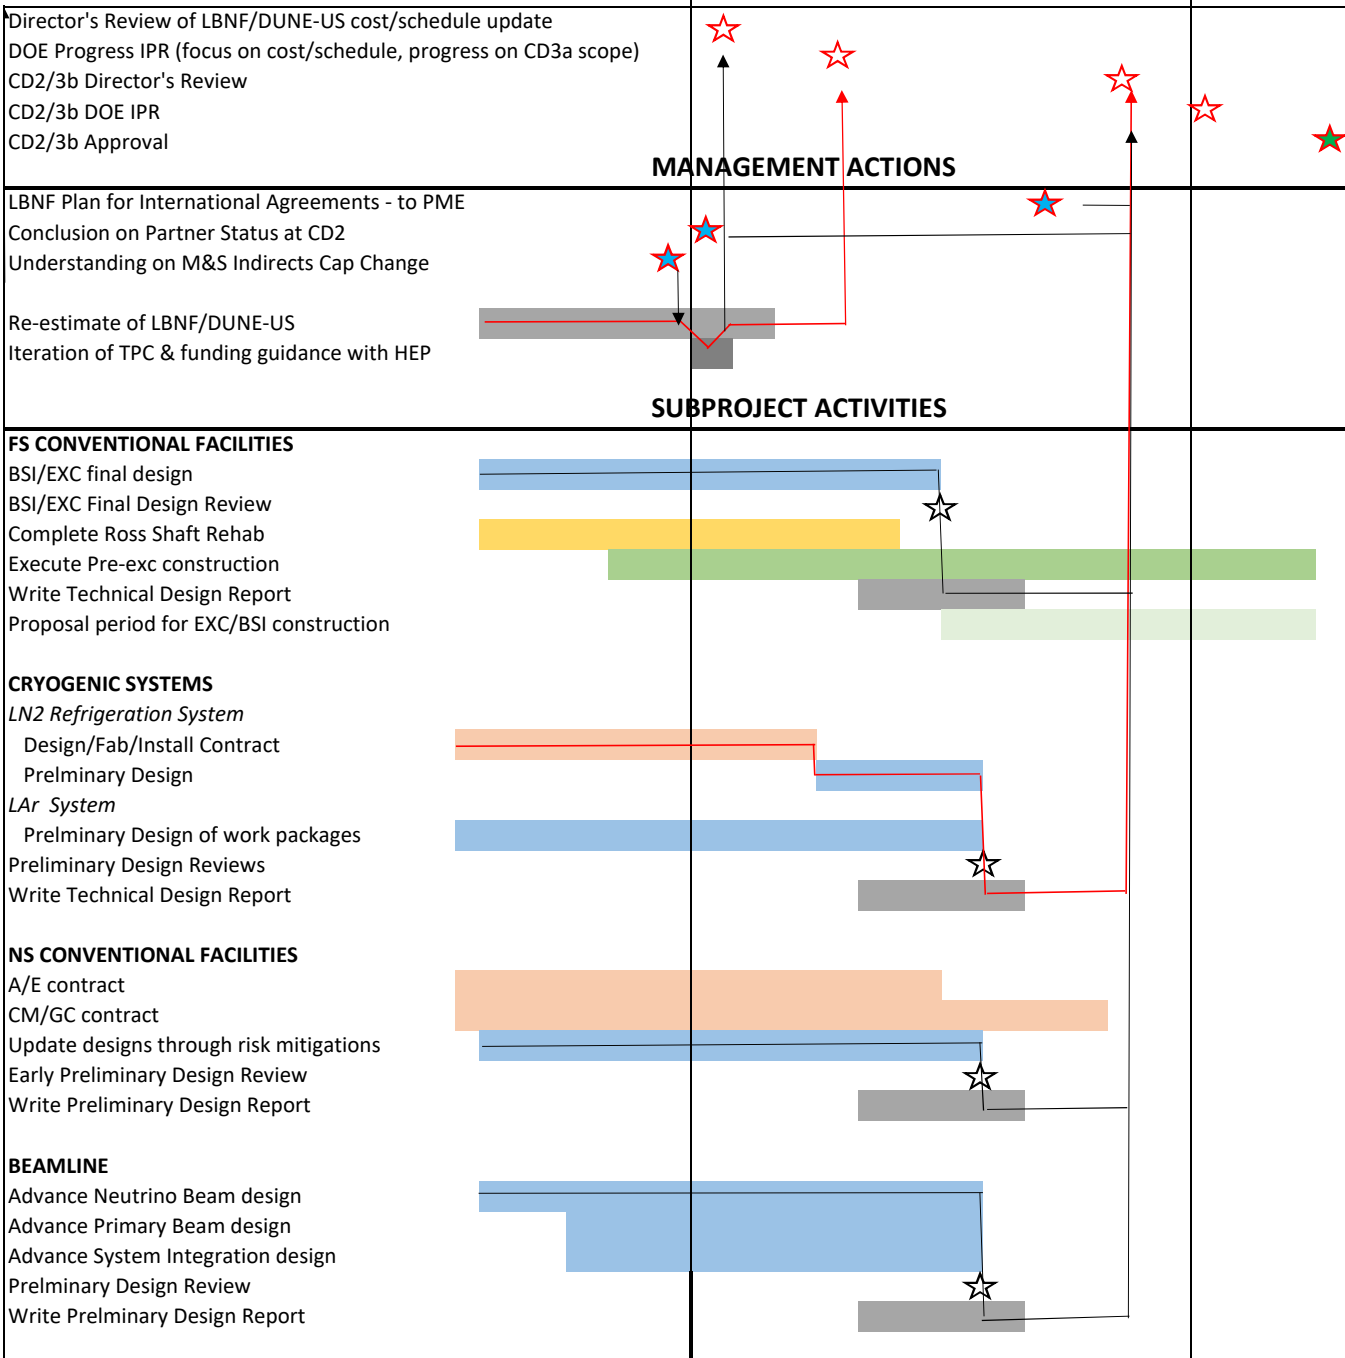 Director's Review of LBNF/DUNE-US cost/schedule update
DOE Progress IPR (focus on cost/schedule, progress on CD3a scope)
CD2/3b Director's Review
CD2/3b DOE IPR
CD2/3b Approval
MANAGEMENT ACTIONS
LBNF Plan for International Agreements - to PME
Conclusion on Partner Status at CD2
Understanding on M&S Indirects Cap Change
Re-estimate of LBNF/DUNE-US
Iteration of TPC & funding guidance with HEP
SUBPROJECT ACTIVITIES
FS CONVENTIONAL FACILITIES
BSI/EXC final design
BSI/EXC Final Design Review
Complete Ross Shaft Rehab
Execute Pre-exc construction
Write Technical Design Report
Proposal period for EXC/BSI construction
CRYOGENIC SYSTEMS
LN2 Refrigeration System
Design/Fab/Install Contract
Prelminary Design
LAr System
Prelminary Design of work packages
Preliminary Design Reviews
Write Technical Design Report
NS CONVENTIONAL FACILITIES
A/E contract
CM/GC contract
Update designs through risk mitigations
Early Preliminary Design Review
Write Preliminary Design Report
BEAMLINE
Advance Neutrino Beam design
Advance Primary Beam design
Advance System Integration design
Prelminary Design Review
Write Prelminary Design Report